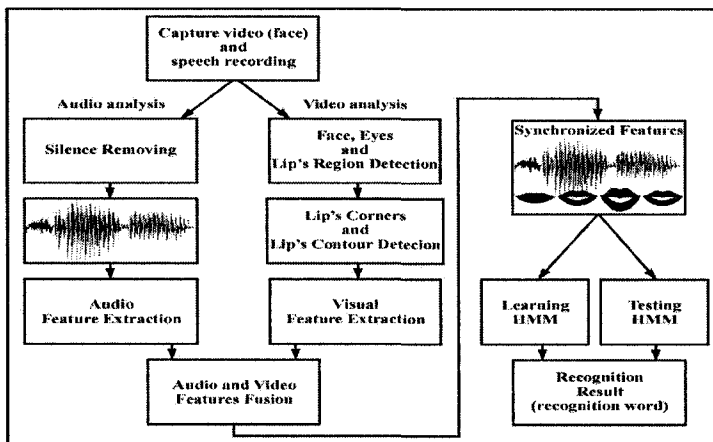 Capture video (face)
and
speech recording
Audio analysis
Video analysis
Silence Removing
Face, Eyes
and
Lip's Region Detection
Lip's Corners
and
Lip's Contour Detecion
Audio
Feature Extraction
Visual
Feature Extraction
Audio and Video
Features Fusion
Synchronized Features
Learning
HMM
Testing
HMM
Recognition
Result
(recognition word)